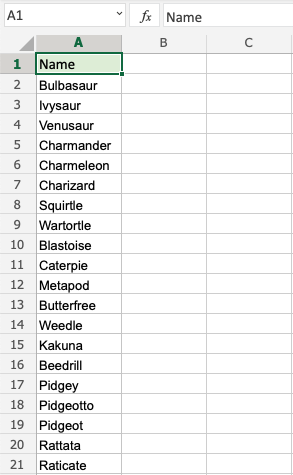 A1 fx Name
A B C
1 Name
2 Bulbasaur
3 Ivysaur
4 Venusaur
5 Charmander
6 Charmeleon
7 Charizard
8 Squirtle
9 Wartortle
10 Blastoise
11 Caterpie
12 Metapod
13 Butterfree
14 Weedle
15 Kakuna
16 Beedrill
17 Pidgey
18 Pidgeotto
19 Pidgeot
20 Rattata
21 Raticate